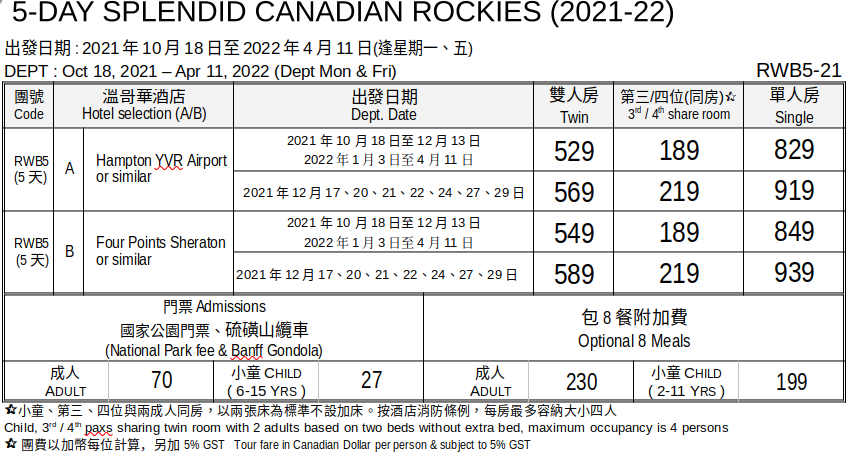 5-DAY SPLENDID CANADIAN ROCKIES (2021-22)
出發日期 : 2021 年 10 月 18 日至 2022 年 4 月 11 日(逢星期一、五)
DEPT : Oct 18, 2021 – Apr 11, 2022 (Dept Mon & Fri)
RWB5-21
團號 溫哥華酒店 出發日期 雙人房 第三/四位(同房)✯ 單人房
Code Hotel selection (A/B) Dept. Date Twin 3rd / 4th share room Single
RWB5 (5 天) A Hampton YVR Airport or similar
2021 年 10 月 18 日至 12 月 13 日
2022 年 1 月 3 日至 4 月 11 日
529 189 829
2021 年 12 月 17、20、21、22、24、27、29 日 569 219 919
RWB5 (5 天) B Four Points Sheraton or similar
2021 年 10 月 18 日至 12 月 13 日
2022 年 1 月 3 日至 4 月 11 日
549 189 849
2021 年 12 月 17、20、21、22、24、27、29 日 589 219 939
門票 Admissions
國家公園門票、硫磺山纜車
(National Park fee & Banff Gondola)
包 8 餐附加費
Optional 8 Meals
成人 ADULT 70 小童 CHILD ( 6-15 YRS ) 27 成人 ADULT 230 小童 CHILD ( 2-11 YRS ) 199
✯小童、第三、四位與兩成人同房，以兩張床為標準不設加床。按酒店消防條例，每房最多容納大小四人
Child, 3rd / 4th paxs sharing twin room with 2 adults based on two beds without extra bed, maximum occupancy is 4 persons
✯ 團費以加幣每位計算，另加 5% GST Tour fare in Canadian Dollar per person & subject to 5% GST